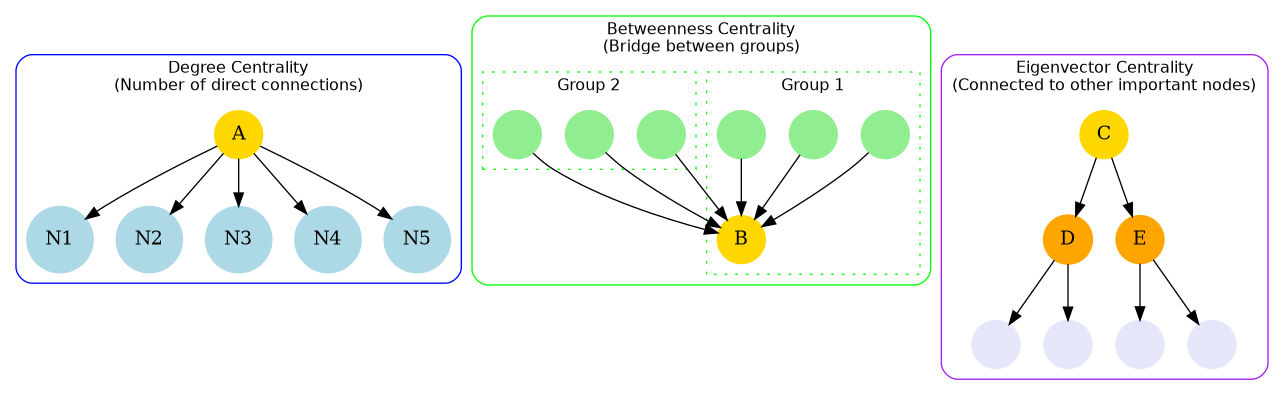 Degree Centrality
(Number of direct connections)
A
N1
N2
N3
N4
N5
Betweenness Centrality
(Bridge between groups)
Group 2
Group 1
B
Eigenvector Centrality
(Connected to other important nodes)
C
D
E